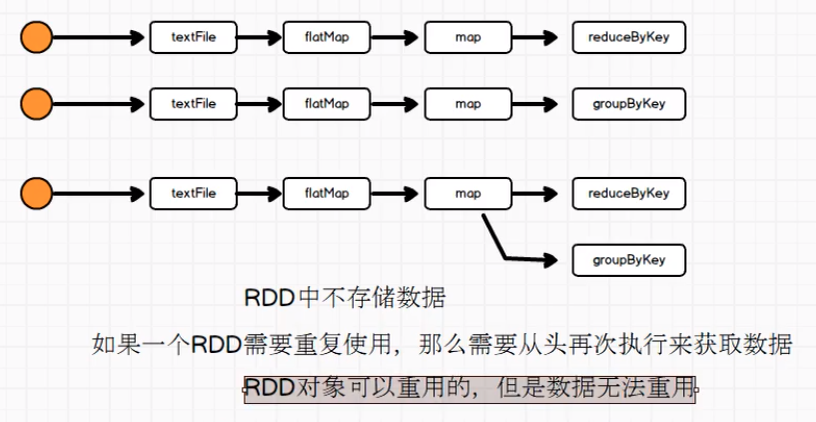 textFile flatMap map reduceByKey
textFile flatMap map groupByKey
textFile flatMap map reduceByKey
groupByKey
RDD中不存储数据
如果一个RDD需要重复使用，那么需要从头再次执行来获取数据
RDD对象可以重用的，但是数据无法重用